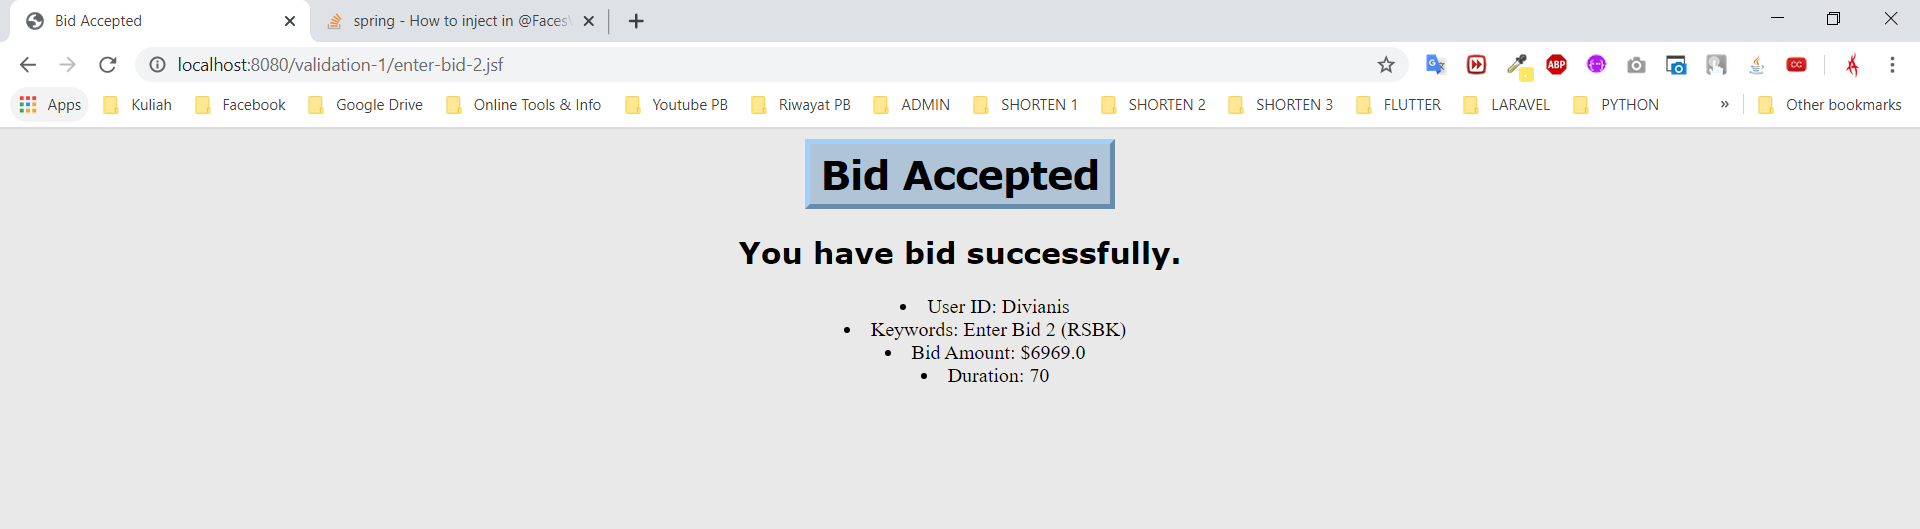 Bid Accepted
spring - How to inject in @Faces
localhost:8080/validation-1/enter-bid-2.jsf
ABP
CC
Apps Kuliah Facebook Google Drive Online Tools & Info Youtube PB Riwayat PB ADMIN SHORTEN 1 SHORTEN 2 SHORTEN 3 FLUTTER LARAVEL PYTHON » Other bookmarks
Bid Accepted
You have bid successfully.
• User ID: Divianis
• Keywords: Enter Bid 2 (RSBK)
• Bid Amount: $6969.0
• Duration: 70